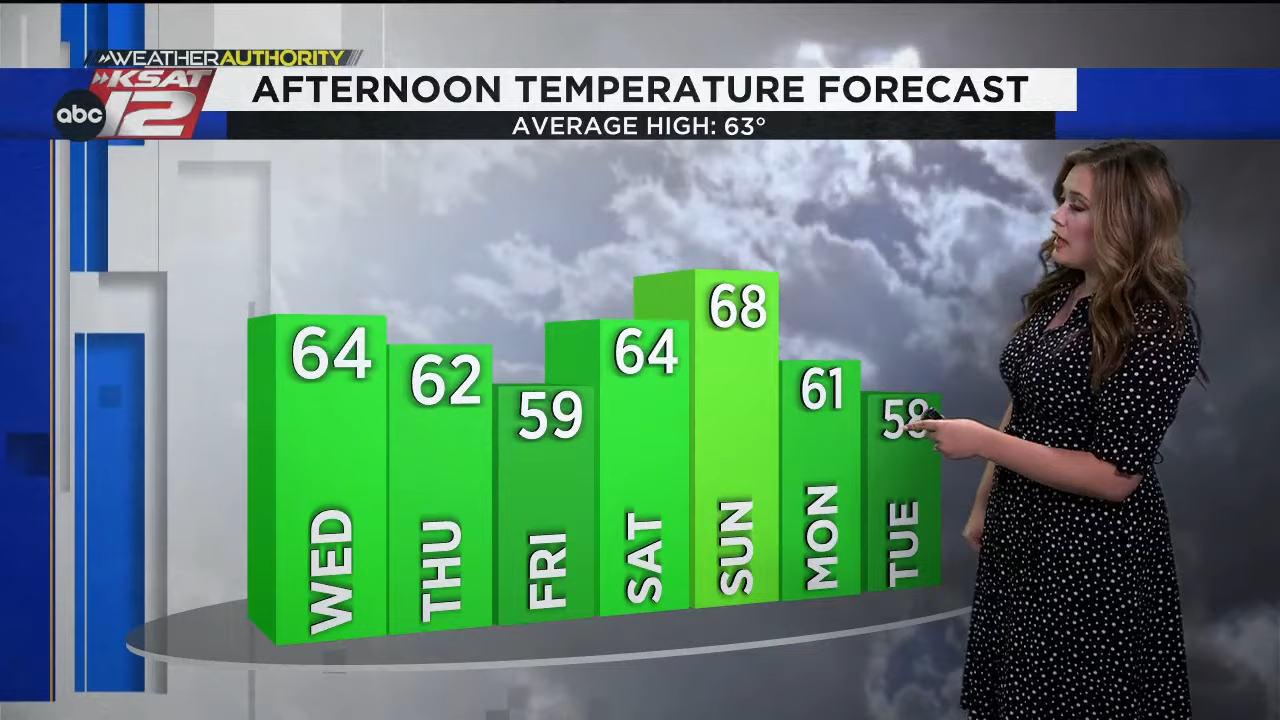 WEATHERAUTHORITY
KSAT
abc
12
AFTERNOON TEMPERATURE FORECAST
AVERAGE HIGH: 63°
64
62
59
64
68
61
58
WED
THU
FRI
SAT
SUN
MON
TUE